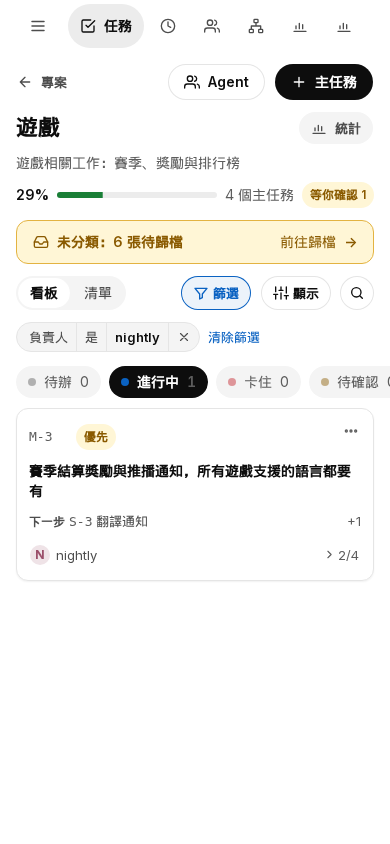 任務
專案
Agent
主任務
遊戲
統計
遊戲相關工作：賽季、獎勵與排行榜
29%
4 個主任務
等你確認 1
未分類：6 張待歸檔
前往歸檔
看板
清單
篩選
顯示
負責人 是 nightly
清除篩選
待辦 0
進行中 1
卡住 0
待確認
M-3
優先
賽季結算獎勵與推播通知，所有遊戲支援的語言都要
有
下一步 S-3 翻譯通知
+1
N nightly
2/4